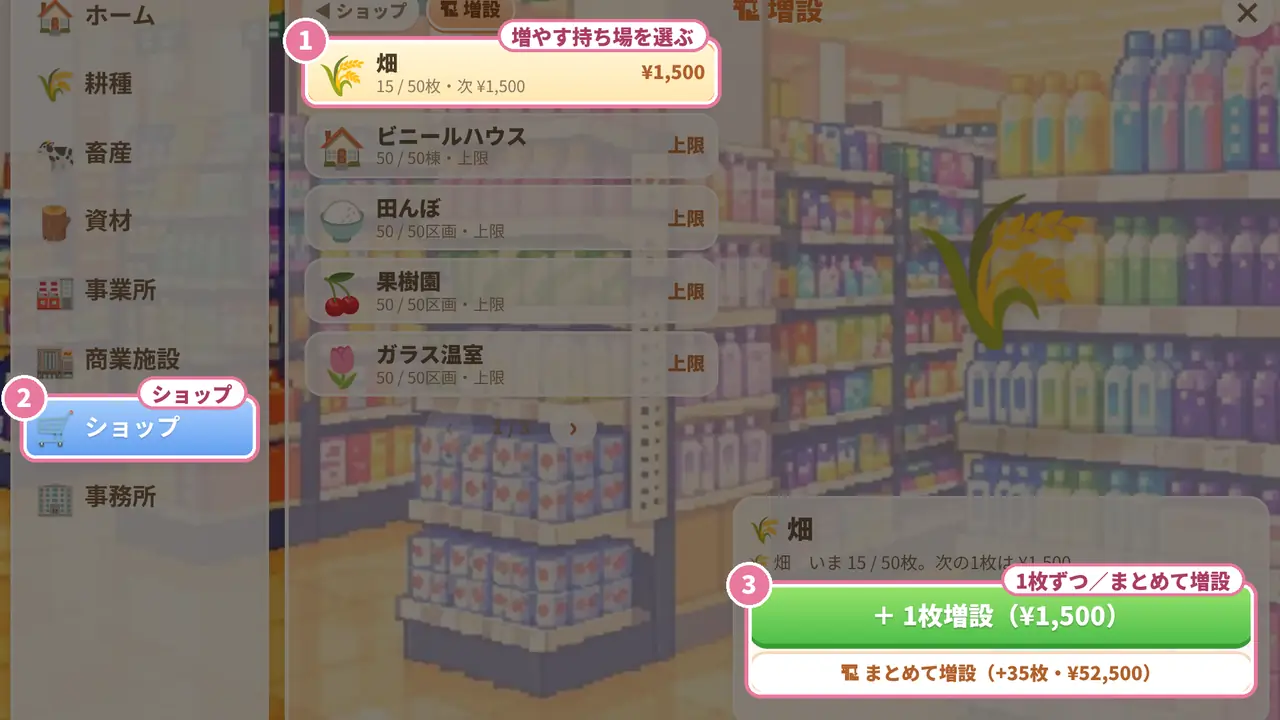 ホーム
耕種
畜産
資材
事業所
商業施設
2
ショップ
ショップ
事務所
◀ショップ
増設
1
増やす持ち場を選ぶ
畑
¥1,500
15 / 50枚・次 ¥1,500
ビニールハウス
上限
50 / 50棟・上限
田んぼ
上限
50 / 50区画・上限
果樹園
上限
50 / 50区画・上限
ガラス温室
上限
50 / 50区画・上限
‹
›
増設
×
畑
畑 いま 15 / 50枚。次の1枚は ¥1,500
3
1枚ずつ／まとめて増設
＋ 1枚増設（¥1,500）
まとめて増設（+35枚・¥52,500）